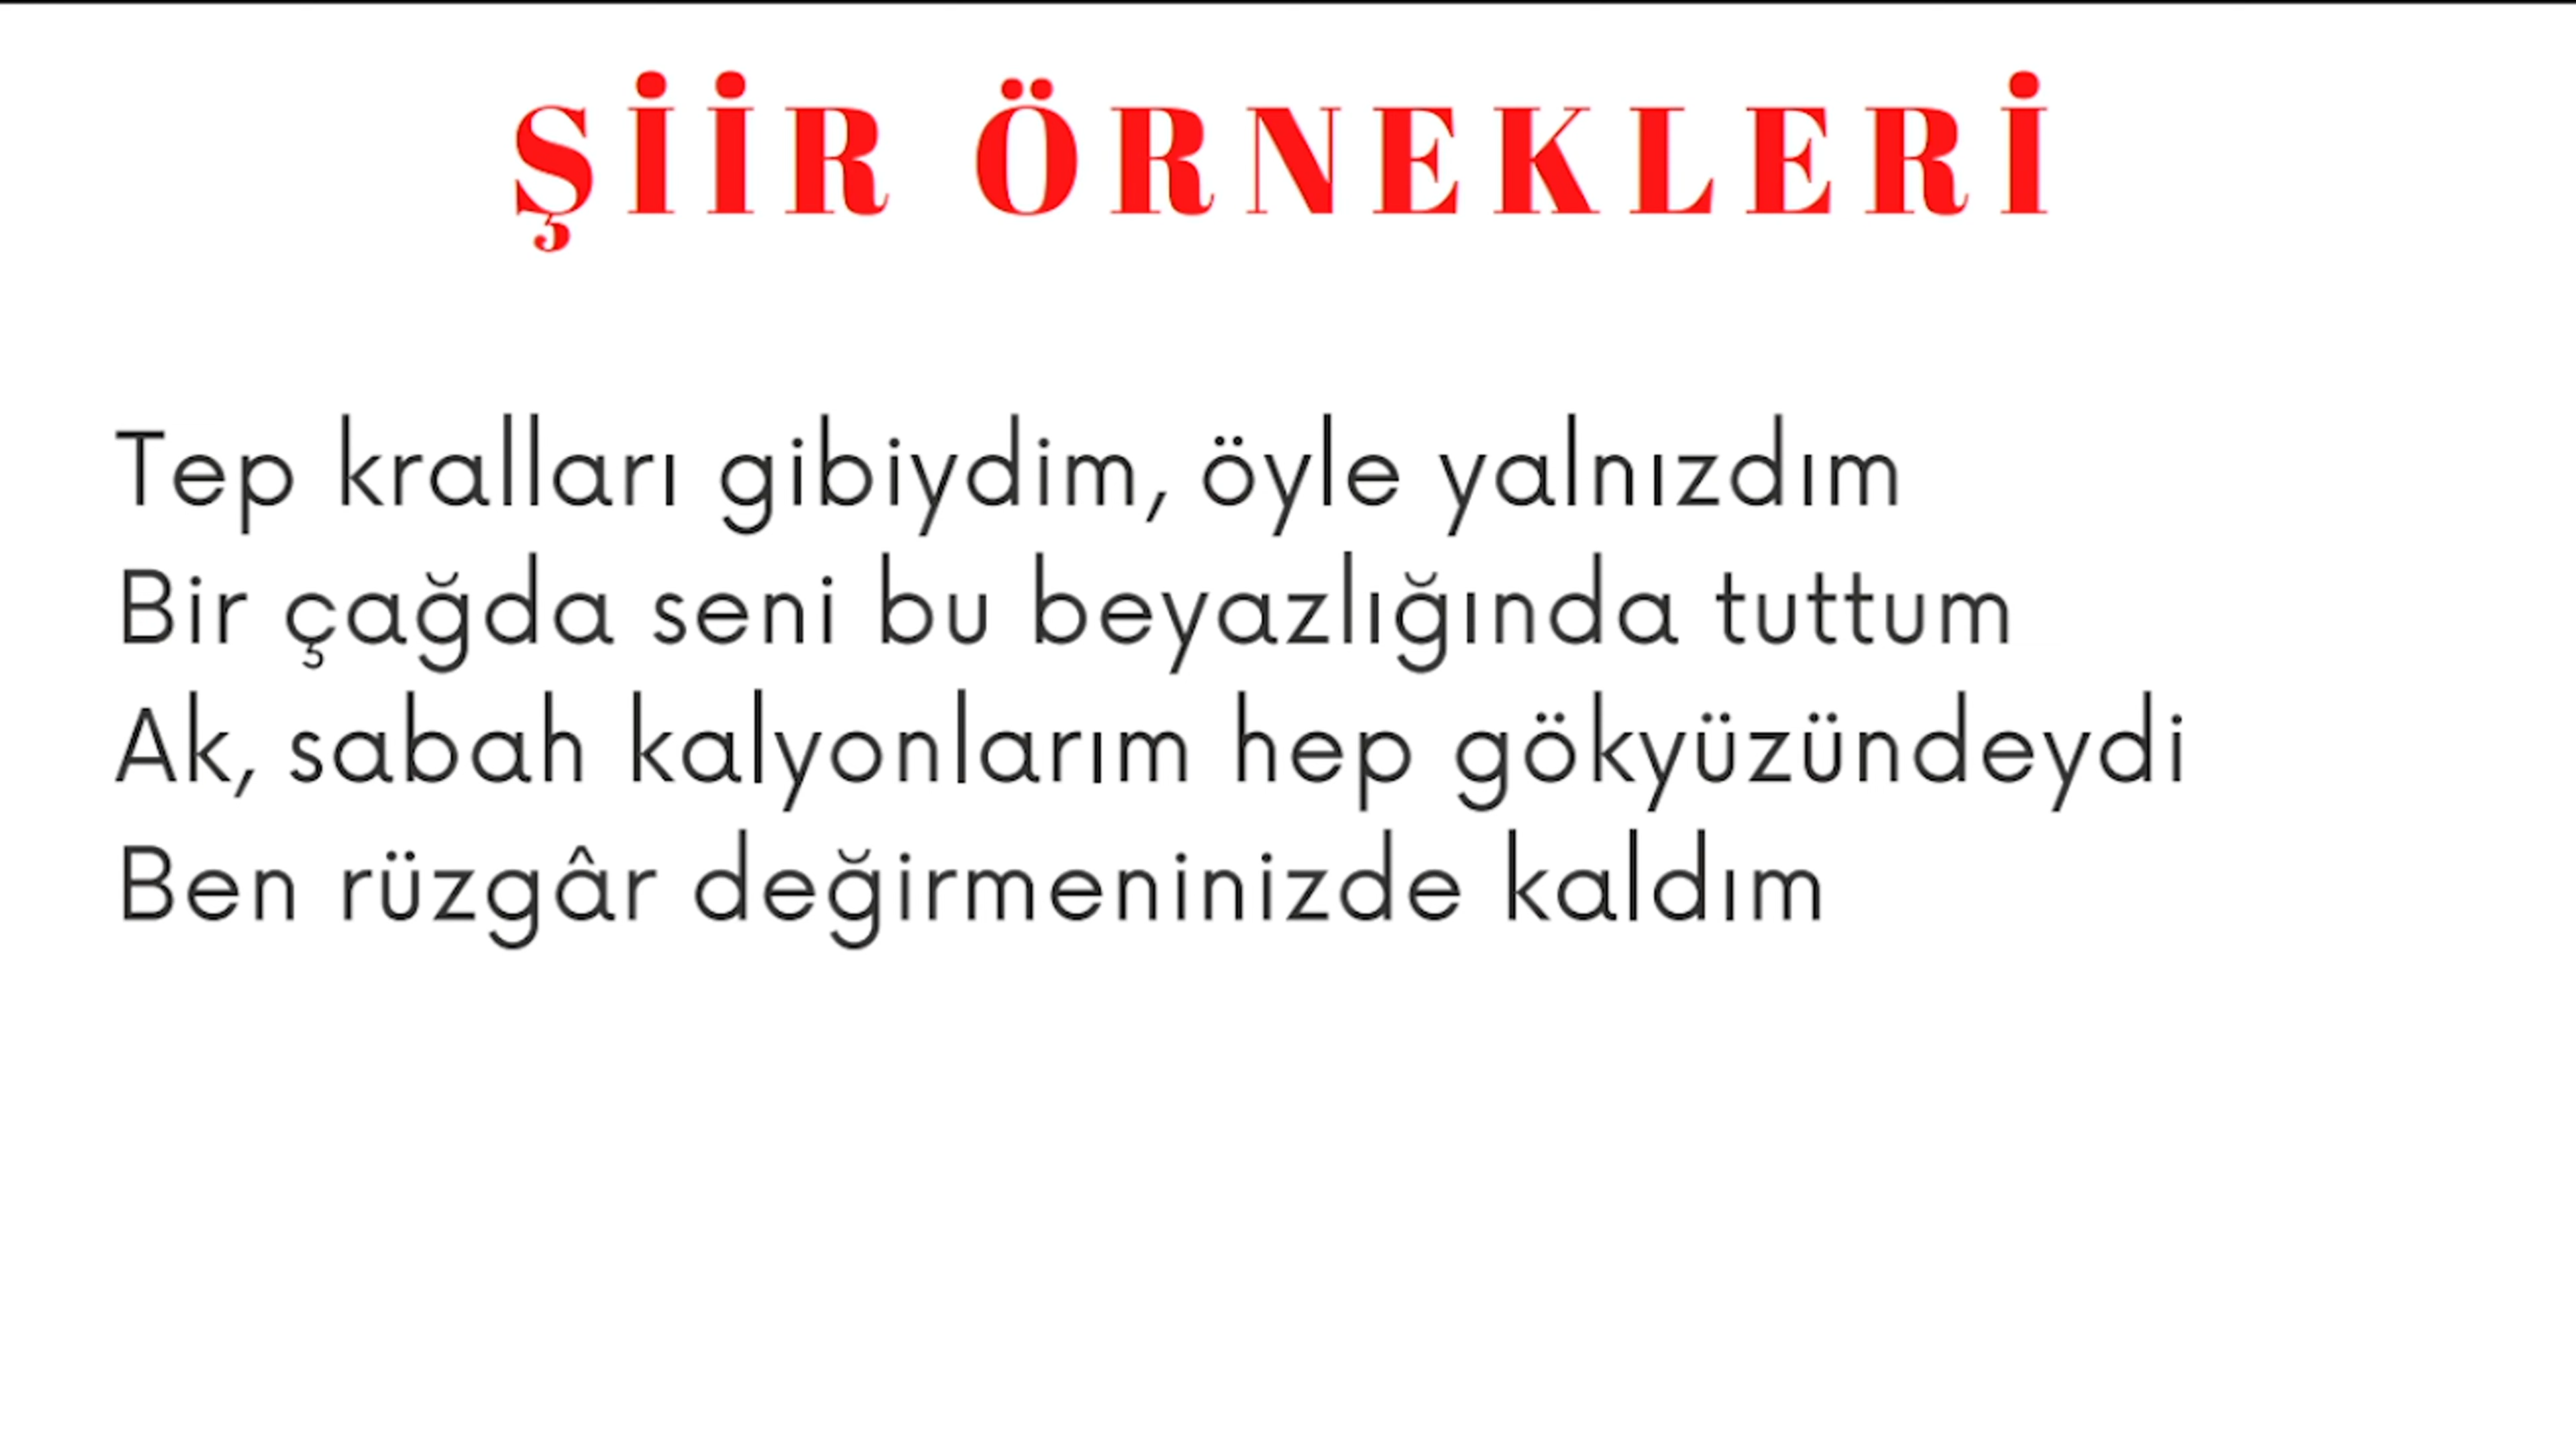 ŞİİR ÖRNEKLERİ
Tep kralları gibiydim, öyle yalnızdım
Bir çağda seni bu beyazlığında tuttum
Ak, sabah kalyonlarım hep gökyüzündeydi
Ben rüzgâr değirmeninizde kaldım